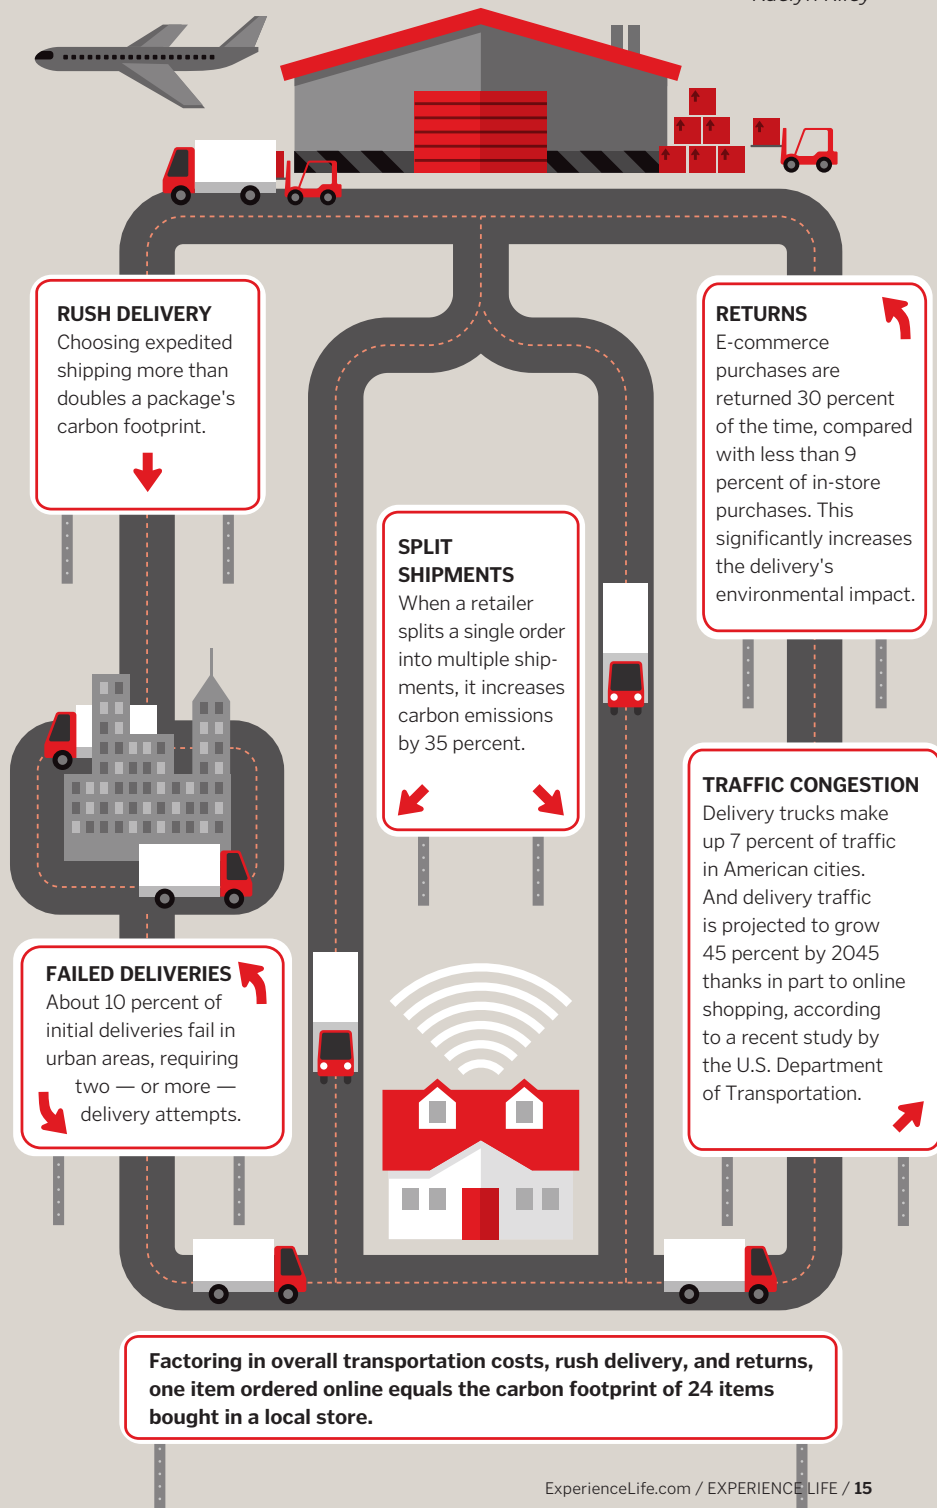 RUSH DELIVERY
Choosing expedited
shipping more than
doubles a package's
carbon footprint.
RETURNS
E-commerce
purchases are
returned 30 percent
of the time, compared
with less than 9
percent of in-store
purchases. This
significantly increases
the delivery's
environmental impact.
SPLIT
SHIPMENTS
When a retailer
splits a single order
into multiple ship-
ments, it increases
carbon emissions
by 35 percent.
TRAFFIC CONGESTION
Delivery trucks make
up 7 percent of traffic
in American cities.
And delivery traffic
is projected to grow
45 percent by 2045
thanks in part to online
shopping, according
to a recent study by
the U.S. Department
of Transportation.
FAILED DELIVERIES
About 10 percent of
initial deliveries fail in
urban areas, requiring
two — or more —
delivery attempts.
Factoring in overall transportation costs, rush delivery, and returns,
one item ordered online equals the carbon footprint of 24 items
bought in a local store.
ExperienceLife.com / EXPERIENCE LIFE / 15